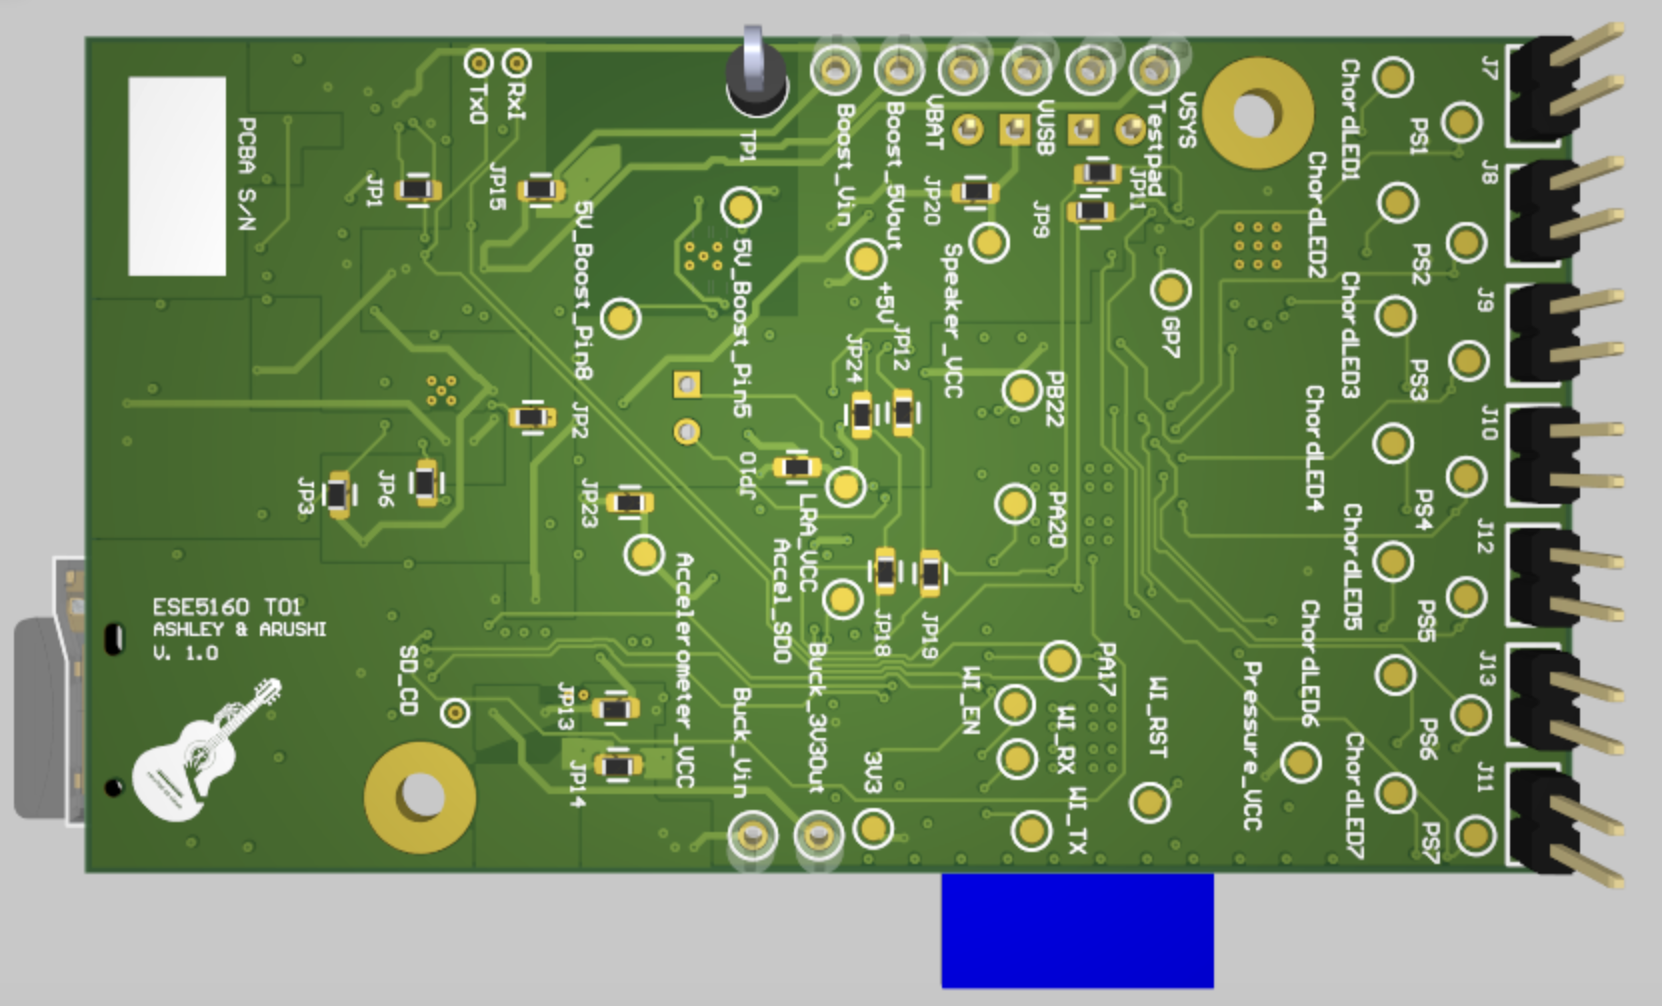 TxO
RxI
PCBA S/N
JP1
JP15
TP1
Boost_Vin
Boost_5Vout
VBAT
VUSB
Testpad
VSYS
JP20
JP9
JP11
ChordLED1
PS1
J7
5V_Boost_Pin8
5V_Boost_Pin5
+5V
Speaker_VCC
GP7
ChordLED2
PS2
J8
JP24
JP12
PB22
ChordLED3
PS3
J9
JP2
JP3
JP6
JP23
JP10
LRA_VCC
PA20
ChordLED4
PS4
J10
Accelerometer_VCC
Accel_SDO
JP18
JP19
ChordLED5
PS5
J12
ESE5160 T01
ASHLEY & ARUSHI
V. 1.0
SD_CD
JP13
JP14
Buck_Vin
Buck_3V3Out
3V3
WI_EN
WI_RX
WI_TX
PA17
WI_RST
Pressure_VCC
ChordLED6
PS6
J13
ChordLED7
PS7
J11